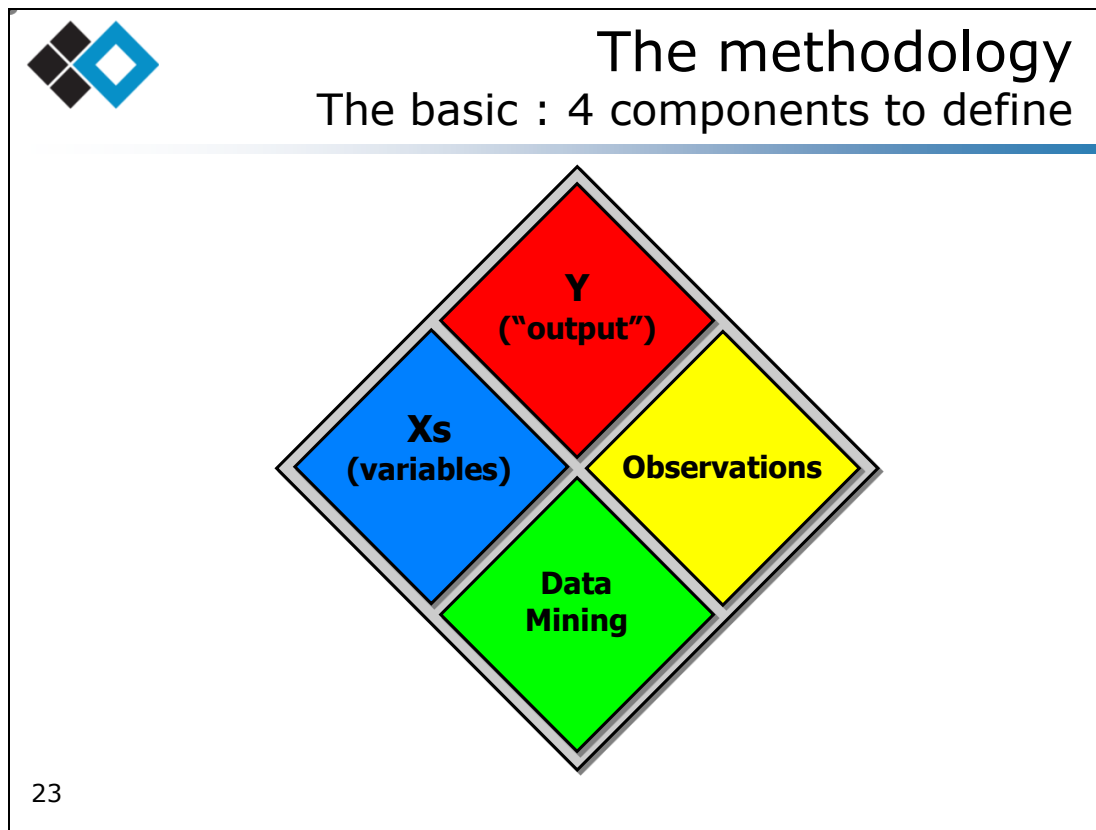 The methodology
The basic : 4 components to define
Y
(“output”)
Xs
(variables)
Observations
Data
Mining
23